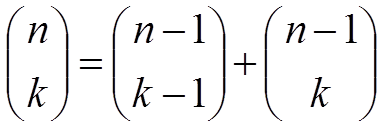 (n k) = (n−1 k−1) + (n−1 k)